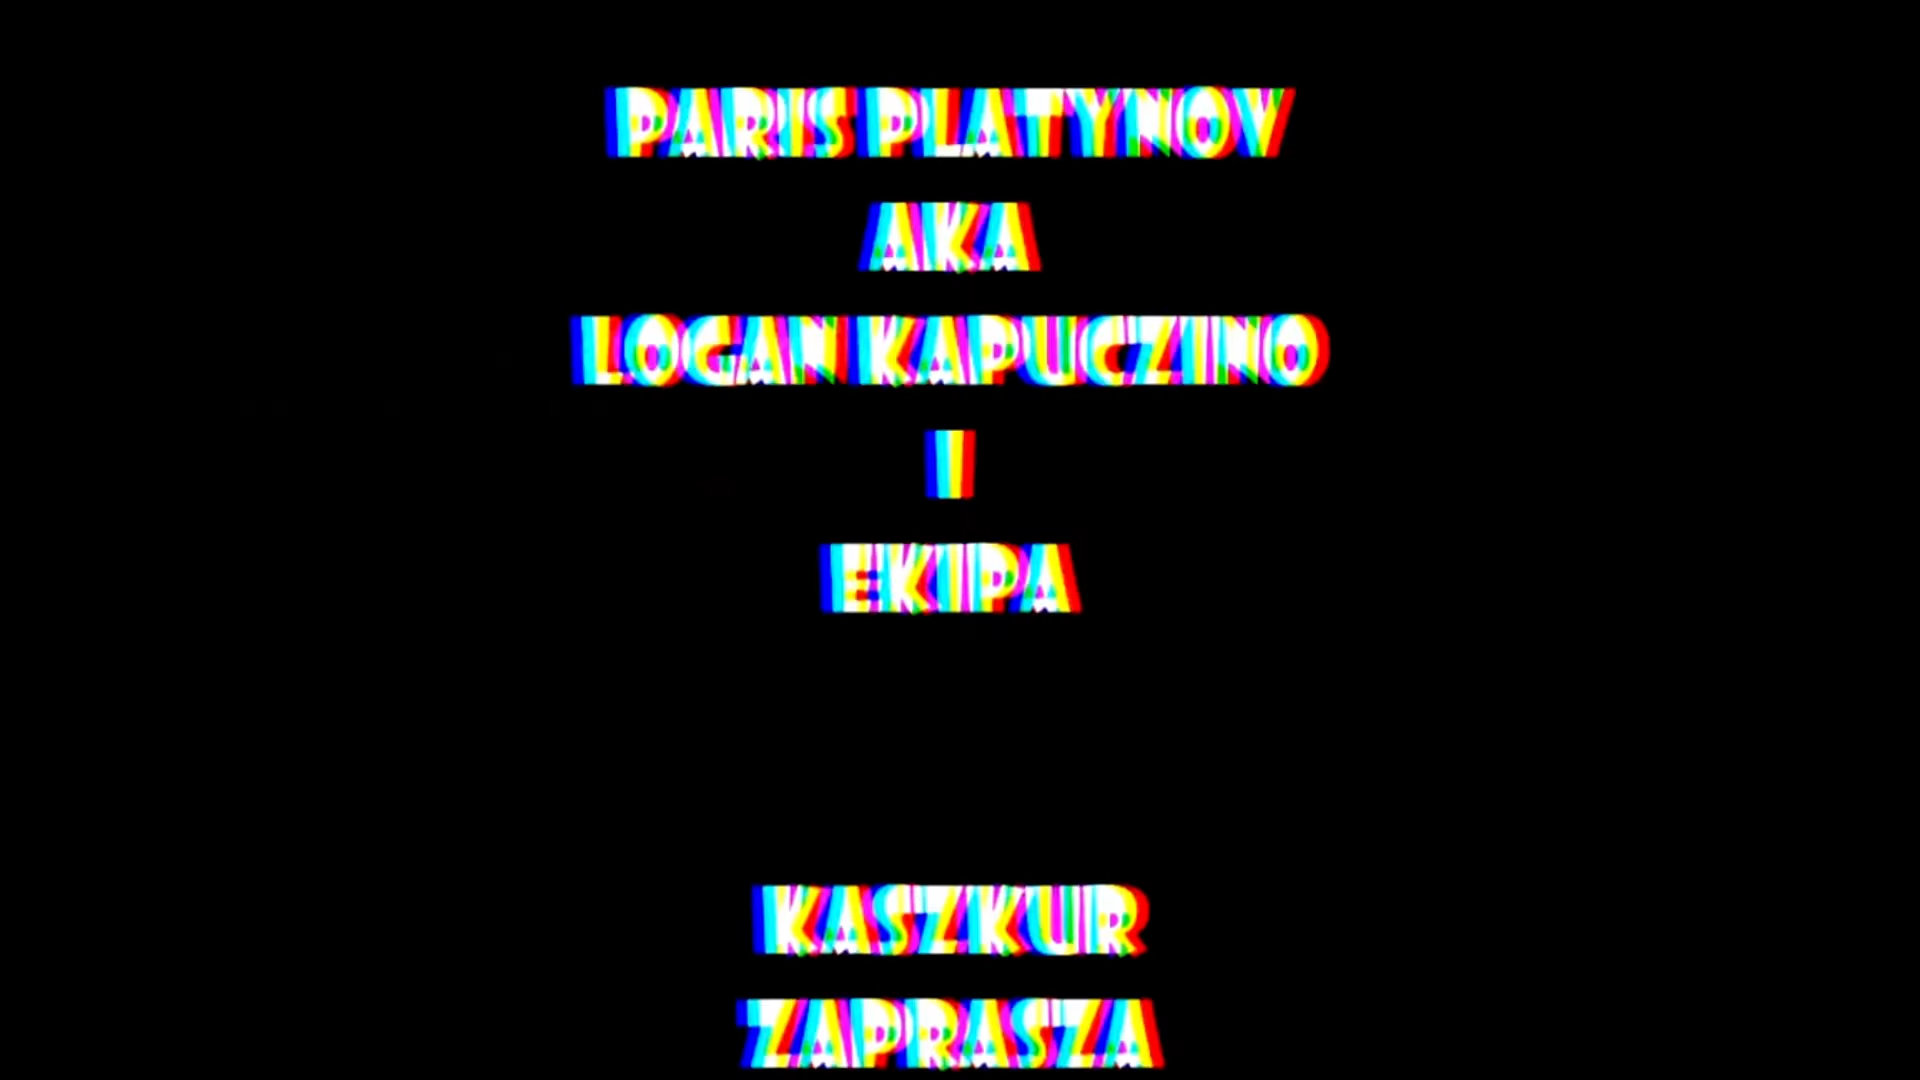 PARIS PLATYNOV
AKA
LOGAN KAPUCZINO
I
EKIPA
KASZKUR
ZAPRASZA